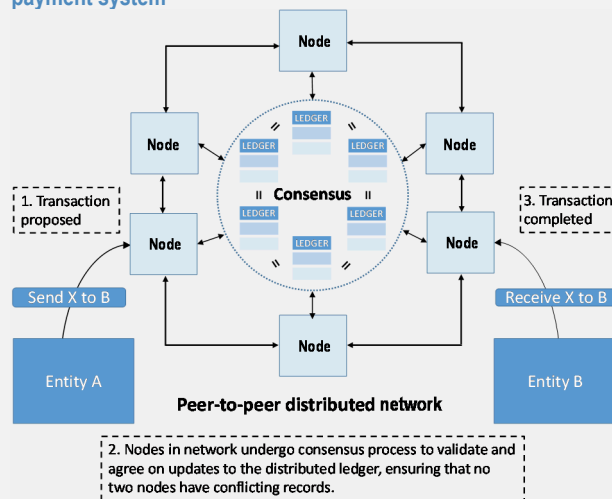 payment system
Node
Node
Node
LEDGER
LEDGER
LEDGER
Consensus
LEDGER
LEDGER
LEDGER
1. Transaction
proposed
3. Transaction
completed
Node
Node
Send X to B
Receive X to B
Node
Entity A
Entity B
Peer-to-peer distributed network
2. Nodes in network undergo consensus process to validate and
agree on updates to the distributed ledger, ensuring that no
two nodes have conflicting records.